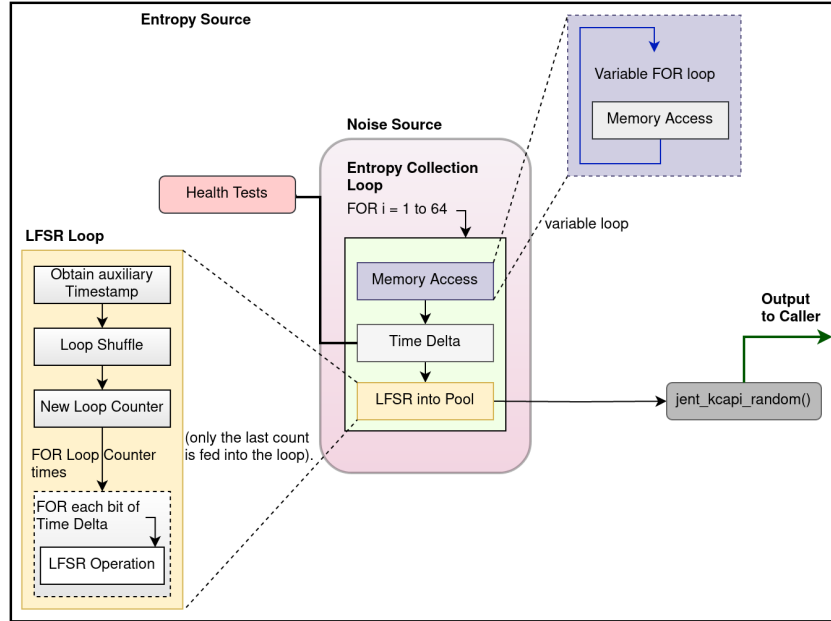 Entropy Source
Variable FOR loop
Memory Access
variable loop
Noise Source
Entropy Collection
Loop
FOR i = 1 to 64
Health Tests
Memory Access
Time Delta
LFSR into Pool
LFSR Loop
Obtain auxiliary
Timestamp
Loop Shuffle
New Loop Counter
FOR Loop Counter
times
(only the last count
is fed into the loop).
FOR each bit of
Time Delta
LFSR Operation
Output
to Caller
jent_kcapi_random()